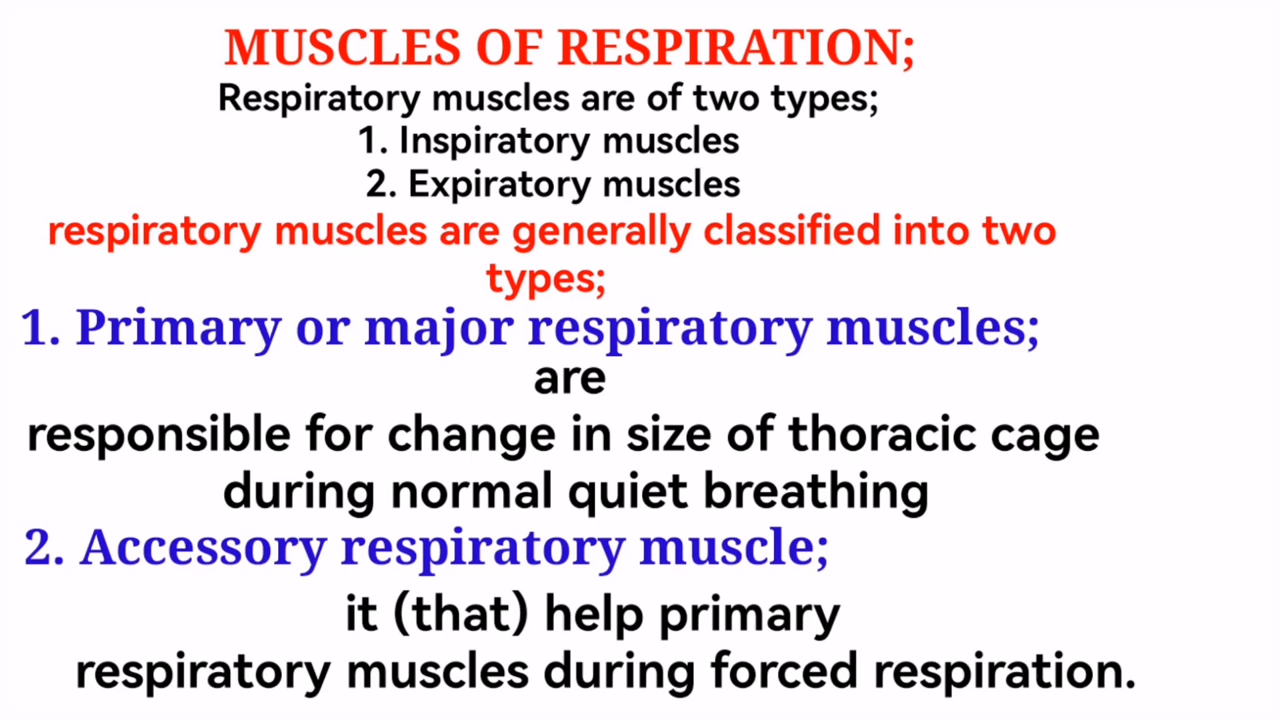 MUSCLES OF RESPIRATION;
Respiratory muscles are of two types;
1. Inspiratory muscles
2. Expiratory muscles
respiratory muscles are generally classified into two
types;
1. Primary or major respiratory muscles;
are
responsible for change in size of thoracic cage
during normal quiet breathing
2. Accessory respiratory muscle;
it (that) help primary
respiratory muscles during forced respiration.